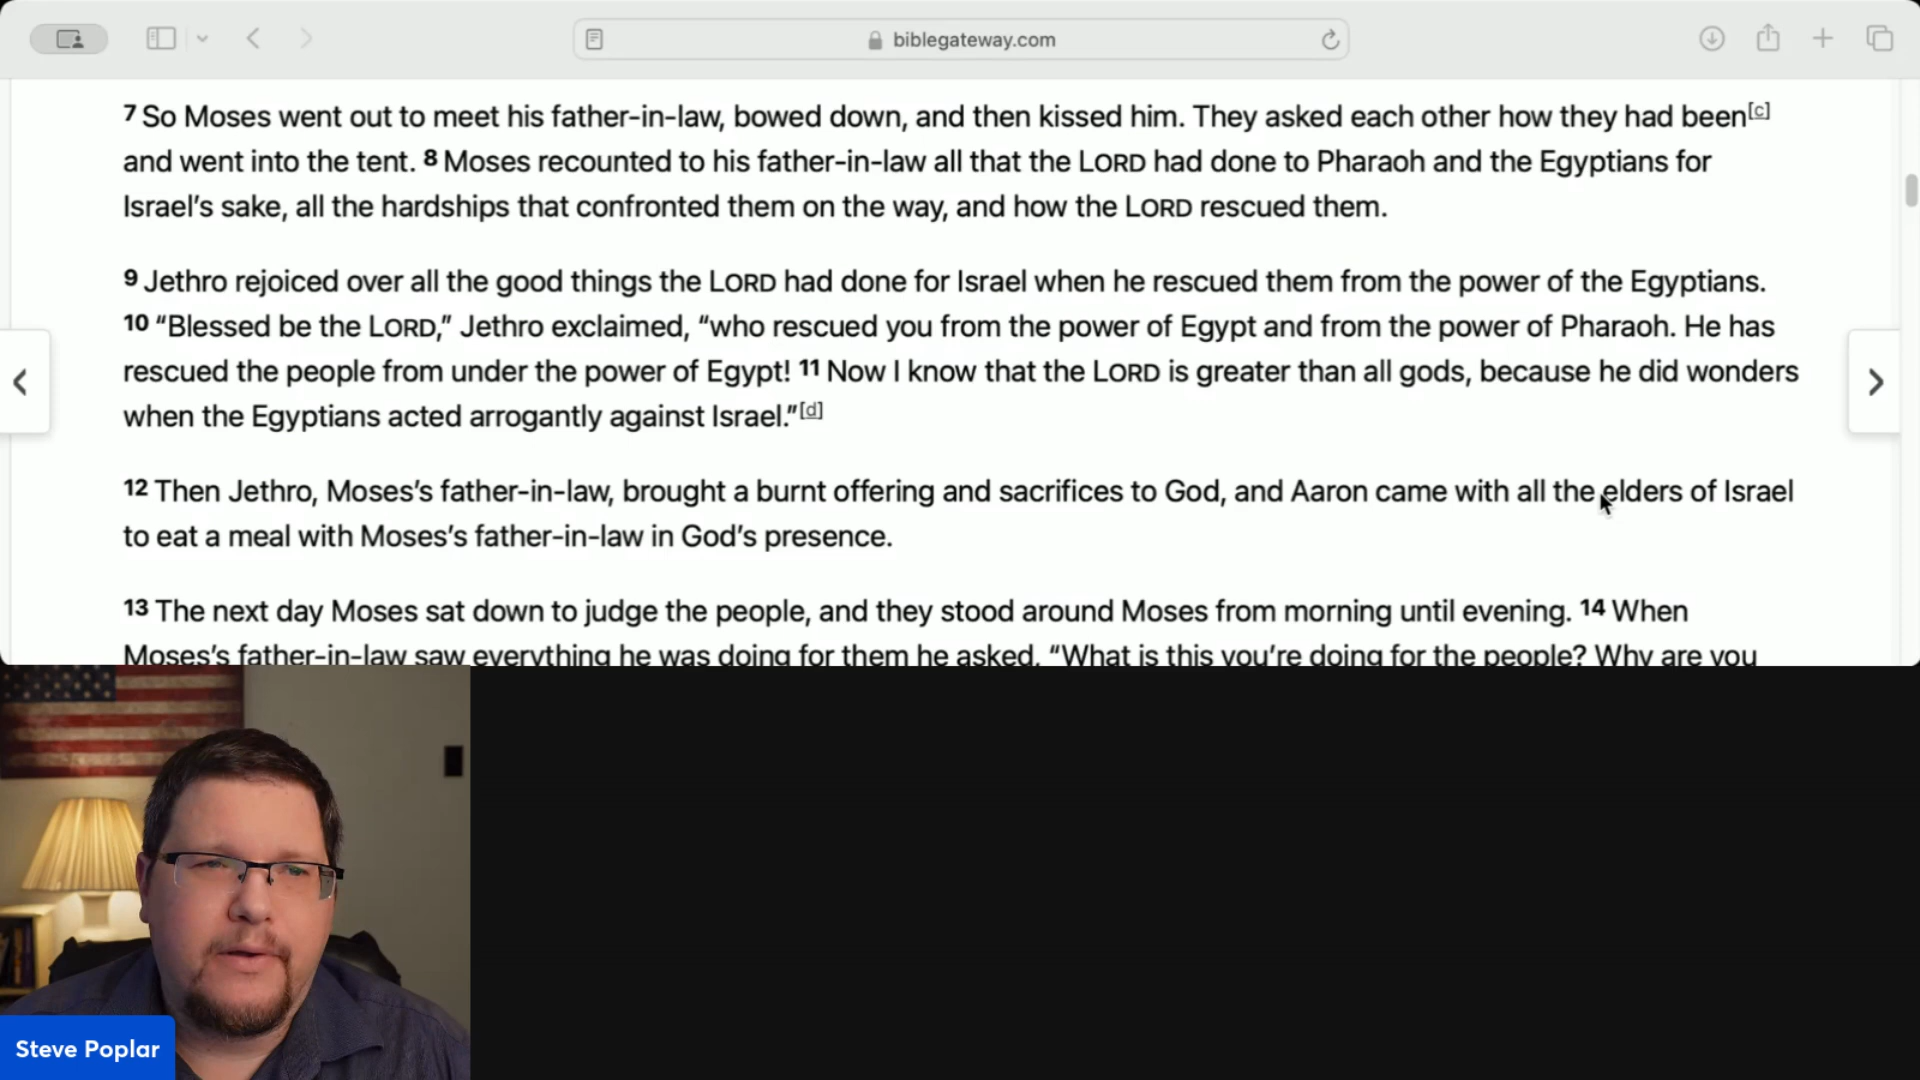 biblegateway.com
7 So Moses went out to meet his father-in-law, bowed down, and then kissed him. They asked each other how they had been[c]
and went into the tent. 8 Moses recounted to his father-in-law all that the LORD had done to Pharaoh and the Egyptians for
Israel’s sake, all the hardships that confronted them on the way, and how the LORD rescued them.
9 Jethro rejoiced over all the good things the LORD had done for Israel when he rescued them from the power of the Egyptians.
10 “Blessed be the LORD,” Jethro exclaimed, “who rescued you from the power of Egypt and from the power of Pharaoh. He has
rescued the people from under the power of Egypt! 11 Now I know that the LORD is greater than all gods, because he did wonders
when the Egyptians acted arrogantly against Israel.”[d]
12 Then Jethro, Moses’s father-in-law, brought a burnt offering and sacrifices to God, and Aaron came with all the elders of Israel
to eat a meal with Moses’s father-in-law in God’s presence.
13 The next day Moses sat down to judge the people, and they stood around Moses from morning until evening. 14 When
Moses’s father-in-law saw everything he was doing for them he asked, “What is this you’re doing for the people? Why are you
Steve Poplar